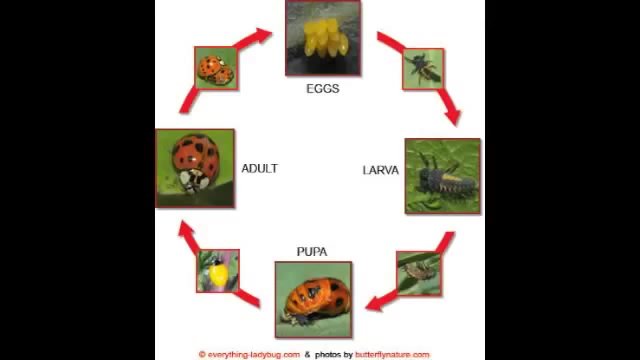 EGGS
ADULT
LARVA
PUPA
© everything-ladybug.com & photos by butterflynature.com